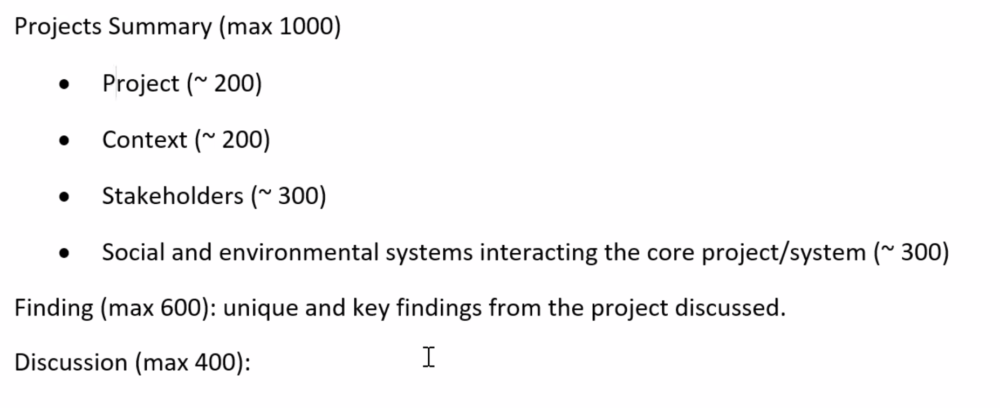 Projects Summary (max 1000)
• Project (~ 200)
• Context (~ 200)
• Stakeholders (~ 300)
• Social and environmental systems interacting the core project/system (~ 300)
Finding (max 600): unique and key findings from the project discussed.
Discussion (max 400):